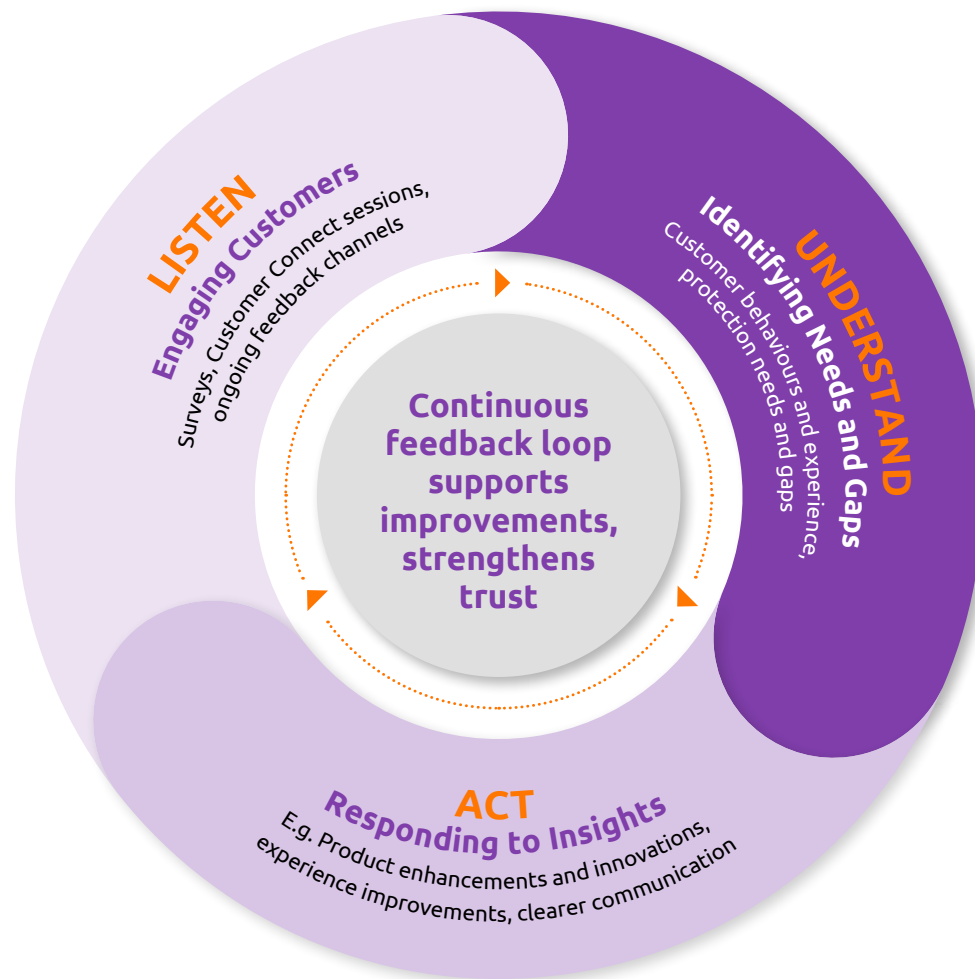 LISTEN
Engaging Customers
Surveys, Customer Connect sessions,
ongoing feedback channels
UNDERSTAND
Identifying Needs and Gaps
Customer behaviours and experience,
protection needs and gaps
ACT
Responding to Insights
E.g. Product enhancements and innovations,
experience improvements, clearer communication
Continuous
feedback loop
supports
improvements,
strengthens
trust